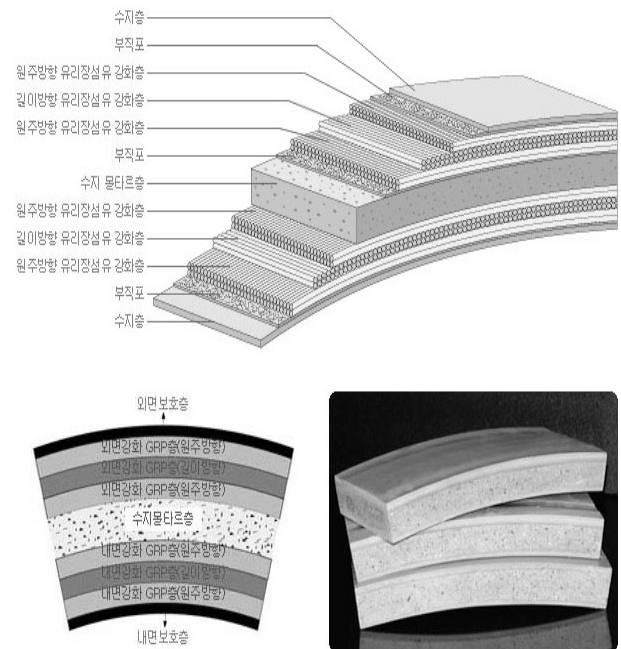 수지층
부직포
원주방향 유리장섬유 강화층
길이방향 유리장섬유 강화층
원주방향 유리장섬유 강화층
부직포
수지 몰타르층
원주방향 유리장섬유 강화층
길이방향 유리장섬유 강화층
원주방향 유리장섬유 강화층
부직포
수지층
외면보호층
외면강화 GRP층(원주방향)
외면강화 GRP층(길이방향)
외면강화 GRP층(원주방향)
수지몰타르층
내면강화 GRP층(원주방향)
내면강화 GRP층(길이방향)
내면강화 GRP층(원주방향)
내면보호층